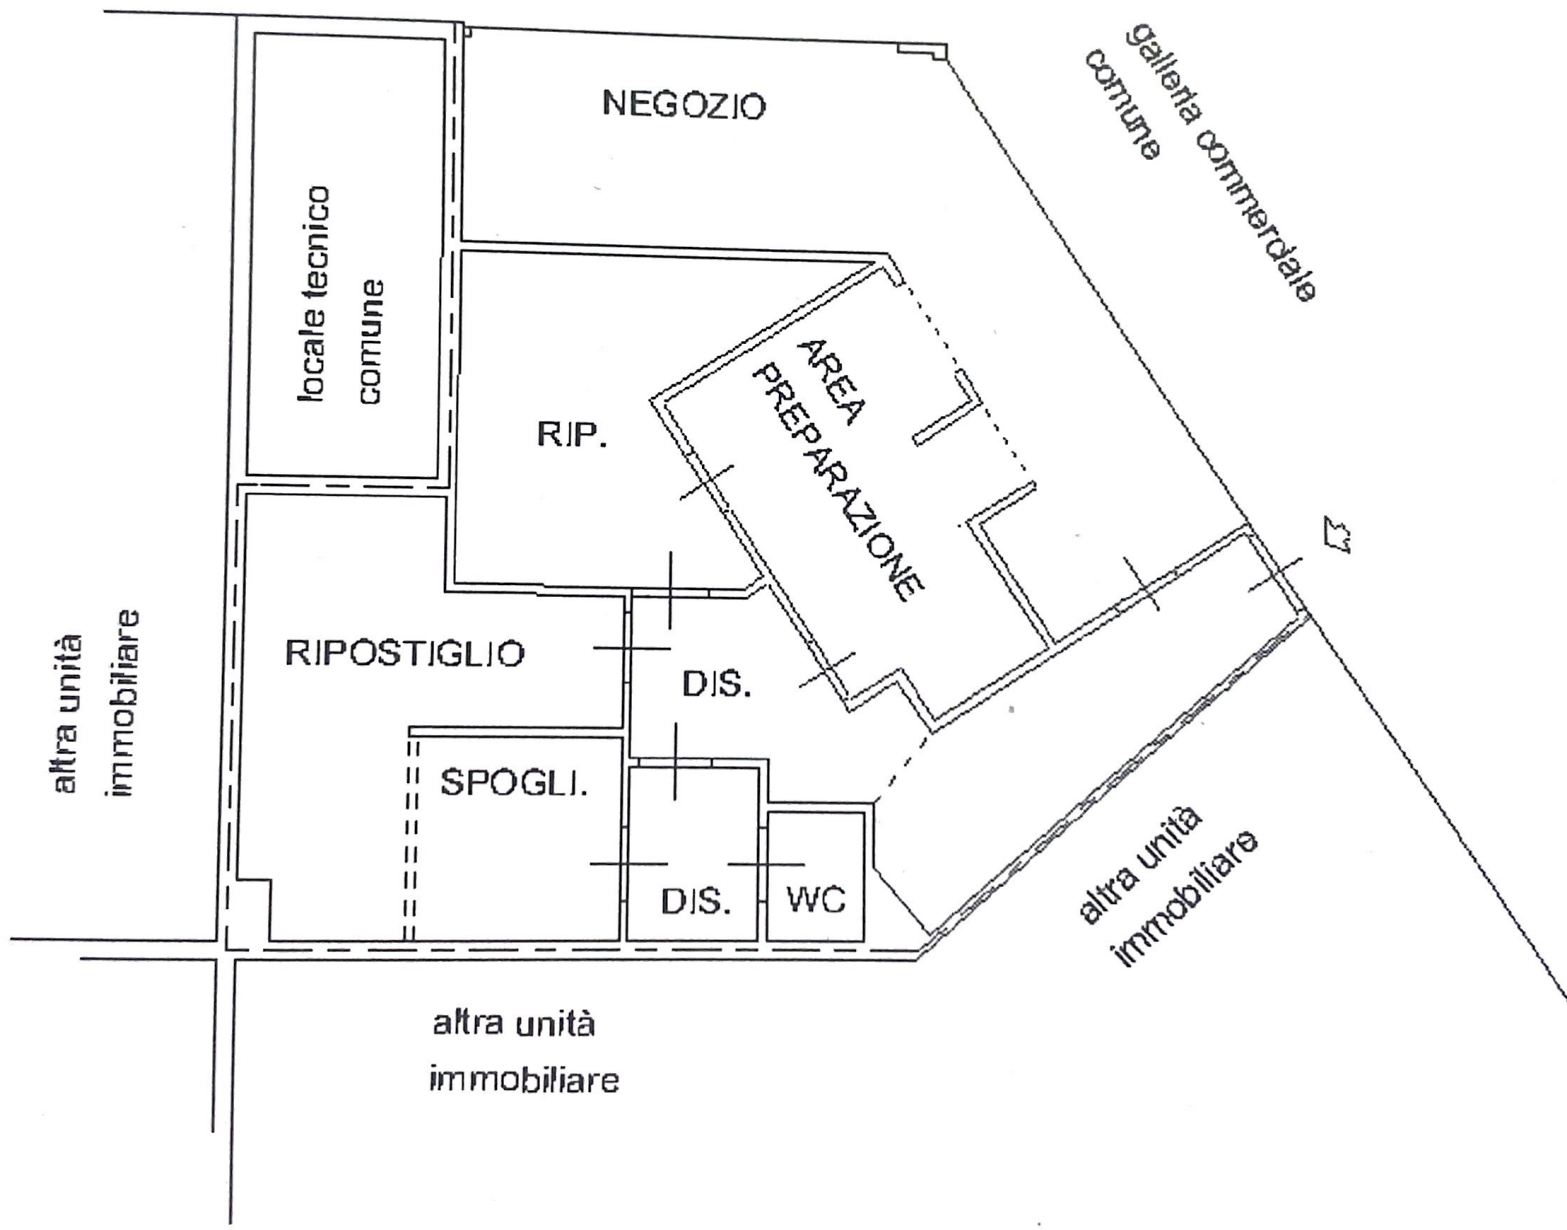 NEGOZIO
galleria commerciale
comune
locale tecnico
comune
AREA
PREPARAZIONE
RIP.
RIPOSTIGLIO
DIS.
SPOGLI.
DIS.
WC
altra unità
immobiliare
altra unità
immobiliare
altra unità
immobiliare